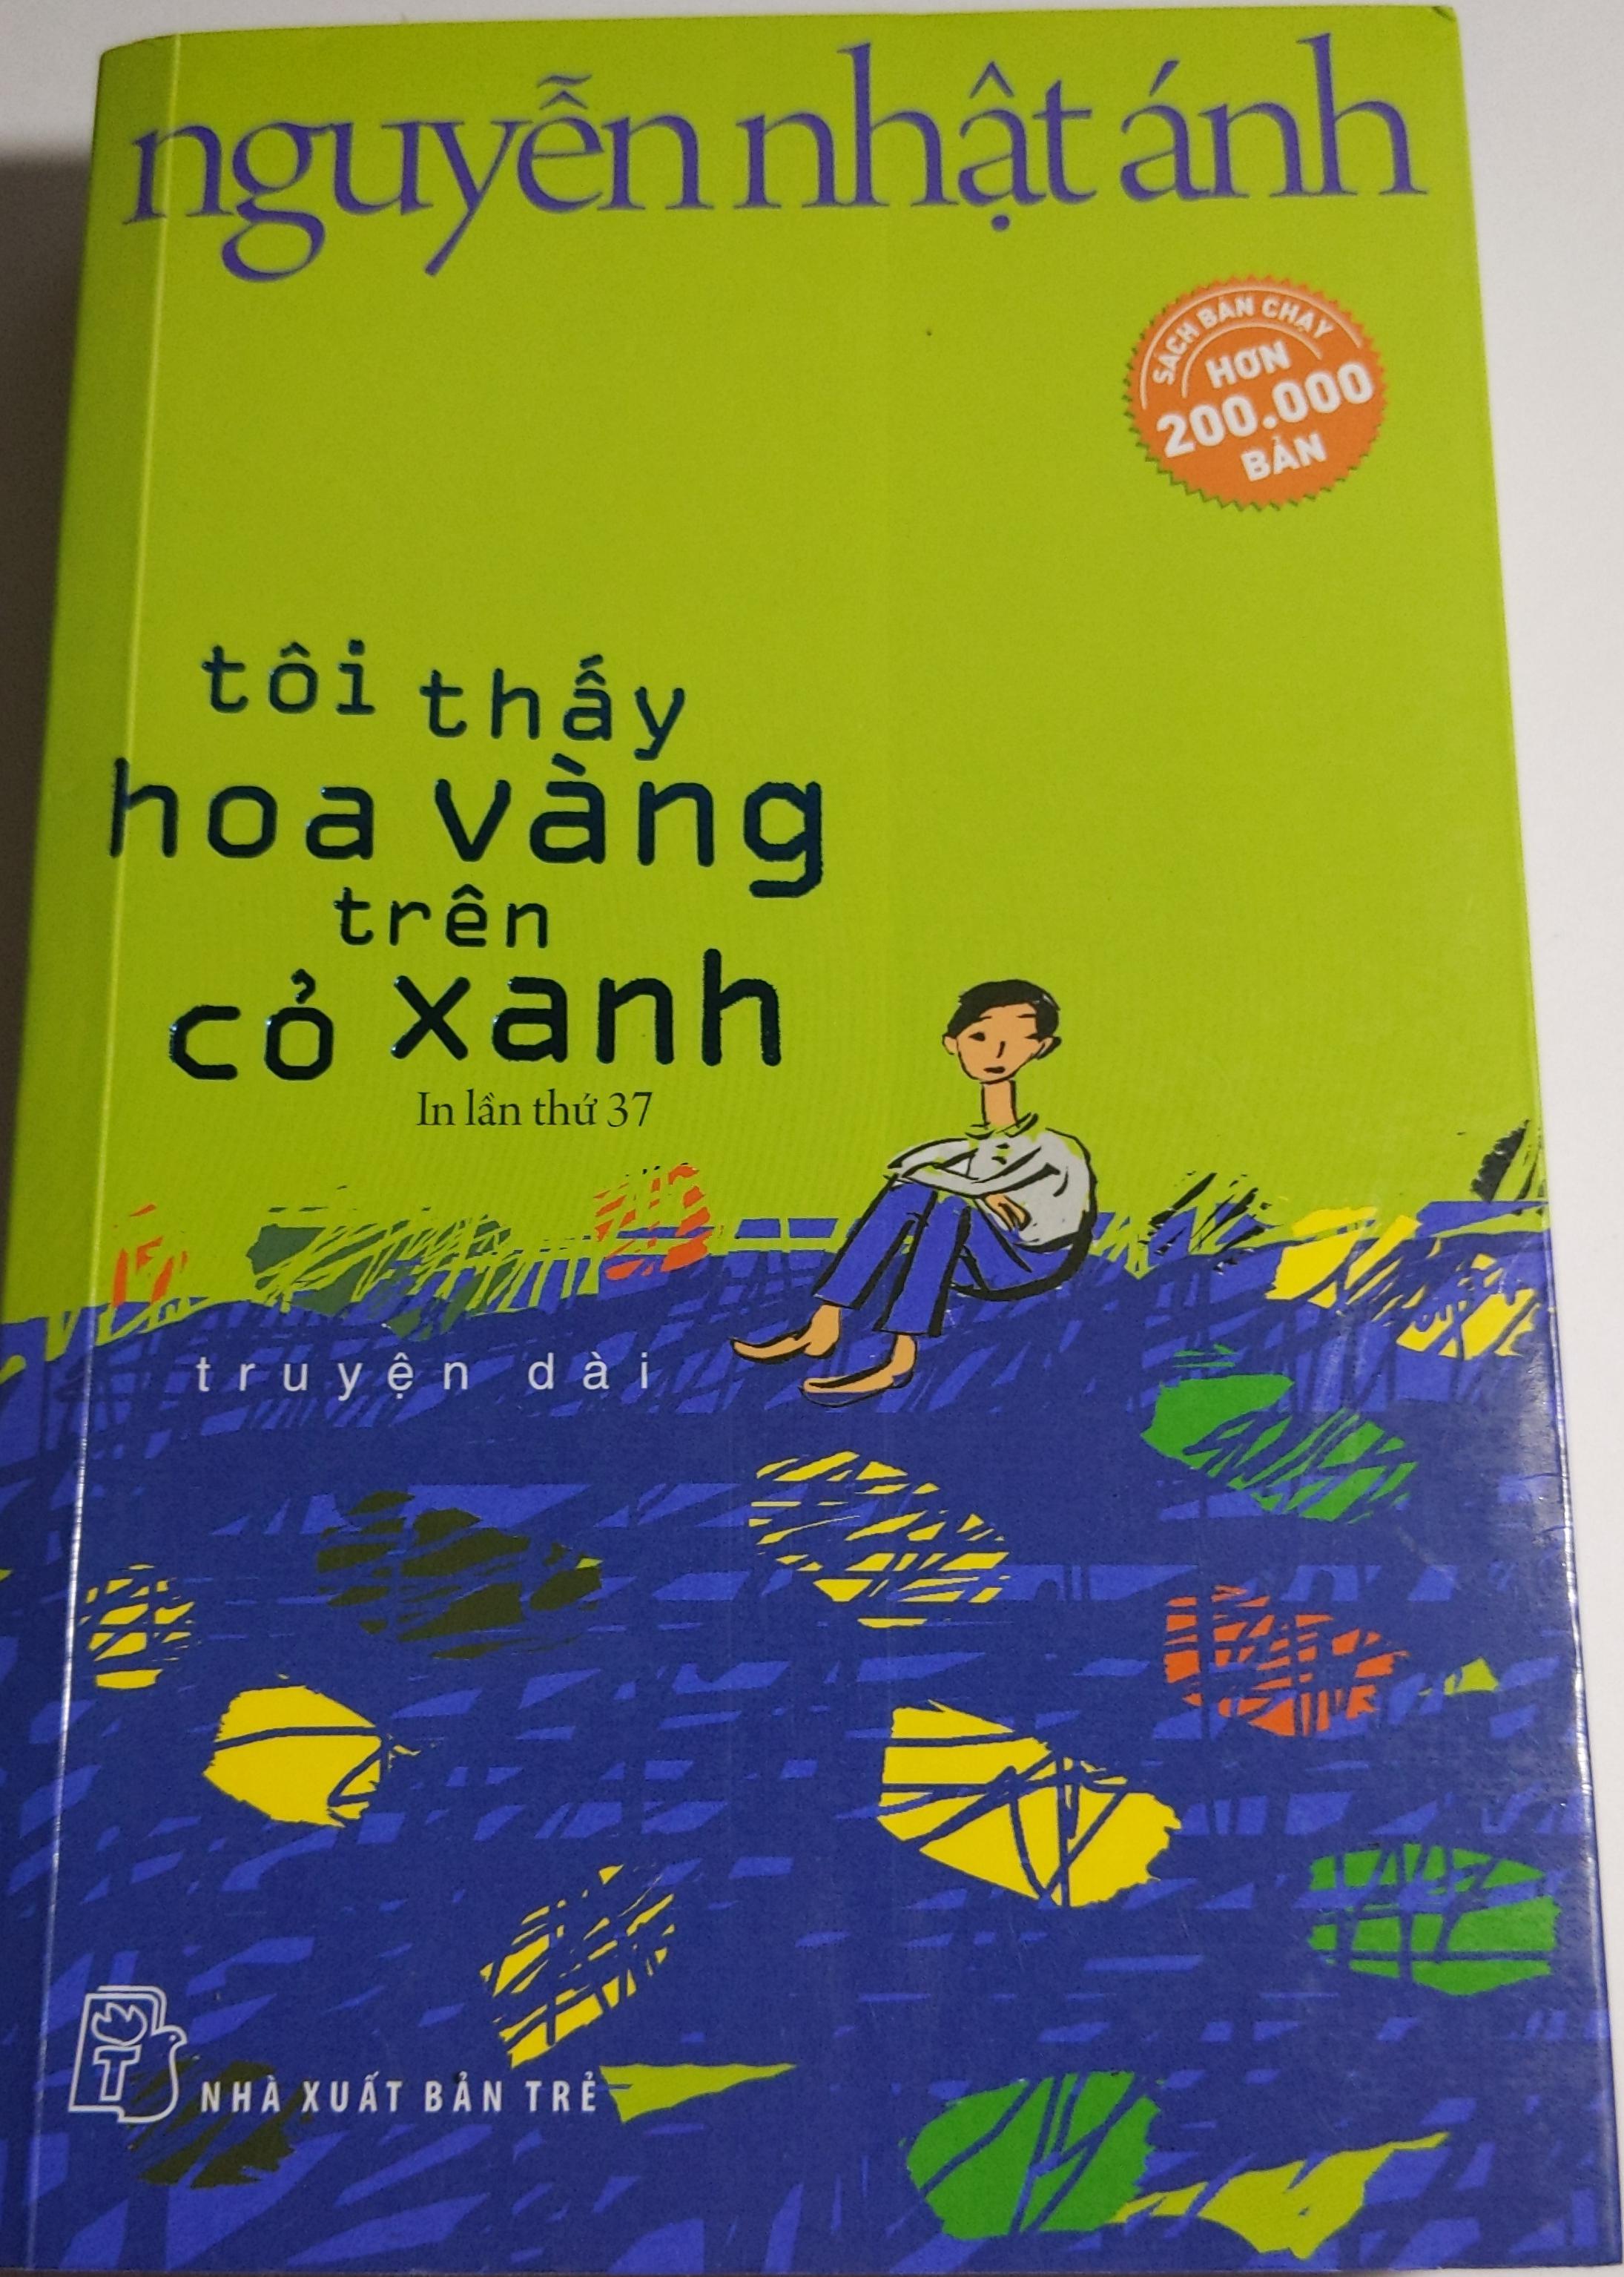 nguyễn nhật ánh
SÁCH BÁN CHẠY
HƠN
200.000
BẢN
tôi thấy
hoa vàng
trên
cỏ xanh
In lần thứ 37
truyện dài
T
NHÀ XUẤT BẢN TRẺ